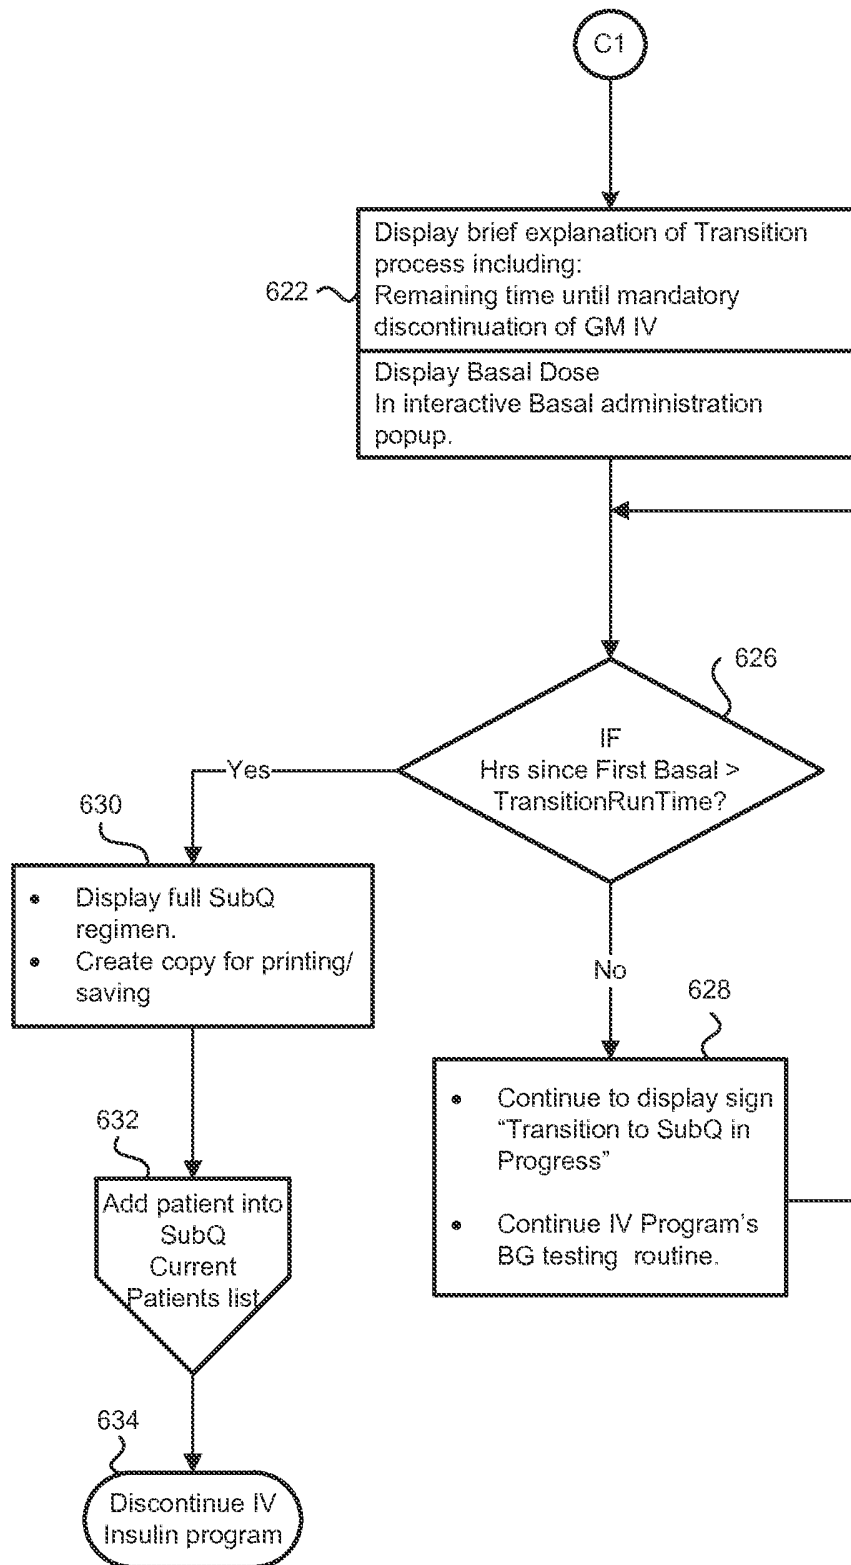 C1
622
Display brief explanation of Transition
process including:
Remaining time until mandatory
discontinuation of GM IV
Display Basal Dose
In interactive Basal administration
popup.
626
IF
Hrs since First Basal >
TransitionRunTime?
Yes
630
• Display full SubQ
regimen.
• Create copy for printing/
saving
No
628
• Continue to display sign
“Transition to SubQ in
Progress”
• Continue IV Program’s
BG testing routine.
632
Add patient into
SubQ
Current
Patients list
634
Discontinue IV
Insulin program